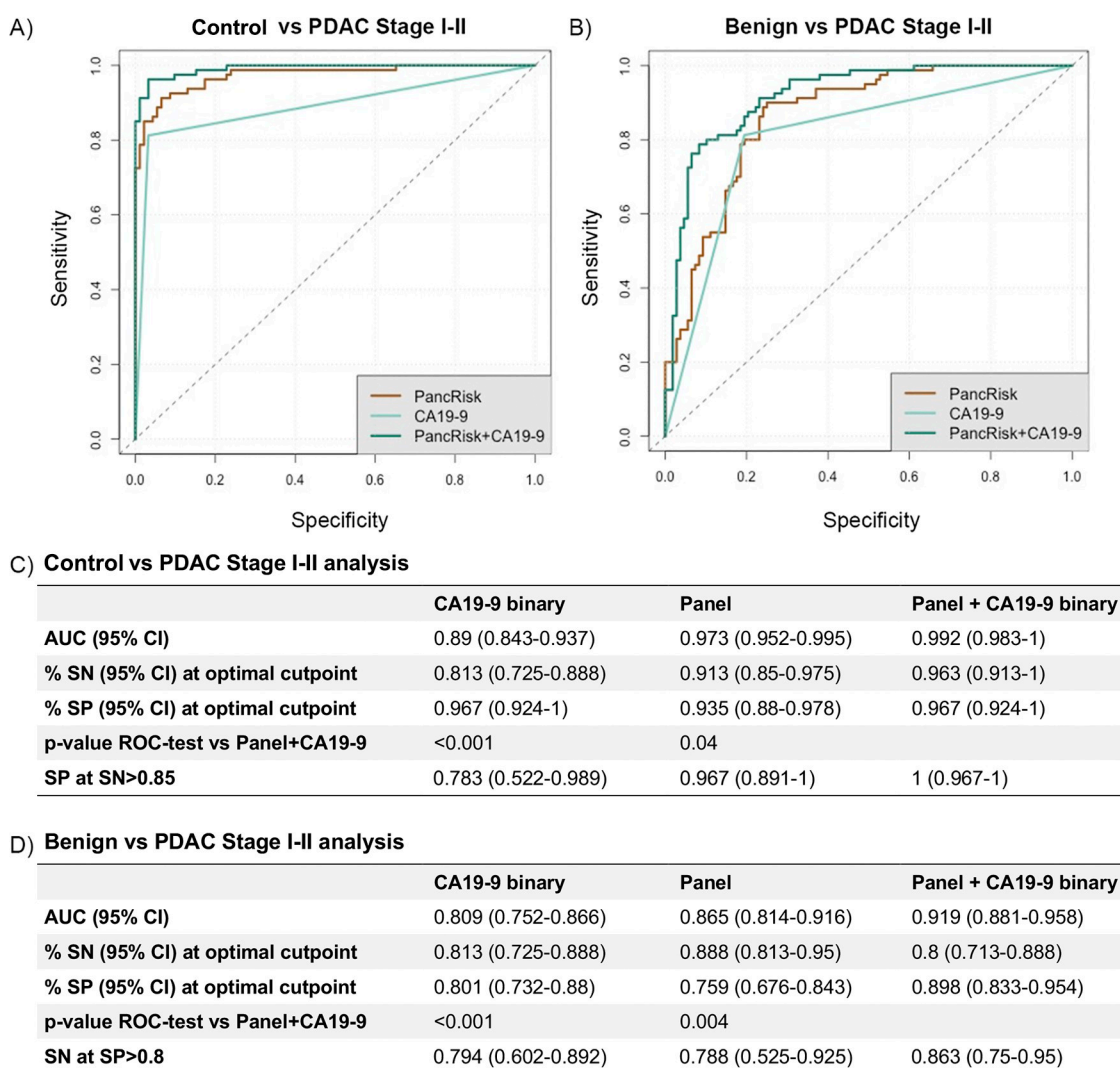 A) Control vs PDAC Stage I-II
1.0
0.8
0.6
0.4
0.2
0.0
Sensitivity
PancRisk
CA19-9
PancRisk+CA19-9
0.0 0.2 0.4 0.6 0.8 1.0
Specificity
B) Benign vs PDAC Stage I-II
1.0
0.8
0.6
0.4
0.2
0.0
Sensitivity
PancRisk
CA19-9
PancRisk+CA19-9
0.0 0.2 0.4 0.6 0.8 1.0
Specificity
C) Control vs PDAC Stage I-II analysis
CA19-9 binary Panel Panel + CA19-9 binary
AUC (95% CI) 0.89 (0.843-0.937) 0.973 (0.952-0.995) 0.992 (0.983-1)
% SN (95% CI) at optimal cutpoint 0.813 (0.725-0.888) 0.913 (0.85-0.975) 0.963 (0.913-1)
% SP (95% CI) at optimal cutpoint 0.967 (0.924-1) 0.935 (0.88-0.978) 0.967 (0.924-1)
p-value ROC-test vs Panel+CA19-9 <0.001 0.04
SP at SN>0.85 0.783 (0.522-0.989) 0.967 (0.891-1) 1 (0.967-1)
D) Benign vs PDAC Stage I-II analysis
CA19-9 binary Panel Panel + CA19-9 binary
AUC (95% CI) 0.809 (0.752-0.866) 0.865 (0.814-0.916) 0.919 (0.881-0.958)
% SN (95% CI) at optimal cutpoint 0.813 (0.725-0.888) 0.888 (0.813-0.95) 0.8 (0.713-0.888)
% SP (95% CI) at optimal cutpoint 0.801 (0.732-0.88) 0.759 (0.676-0.843) 0.898 (0.833-0.954)
p-value ROC-test vs Panel+CA19-9 <0.001 0.004
SN at SP>0.8 0.794 (0.602-0.892) 0.788 (0.525-0.925) 0.863 (0.75-0.95)